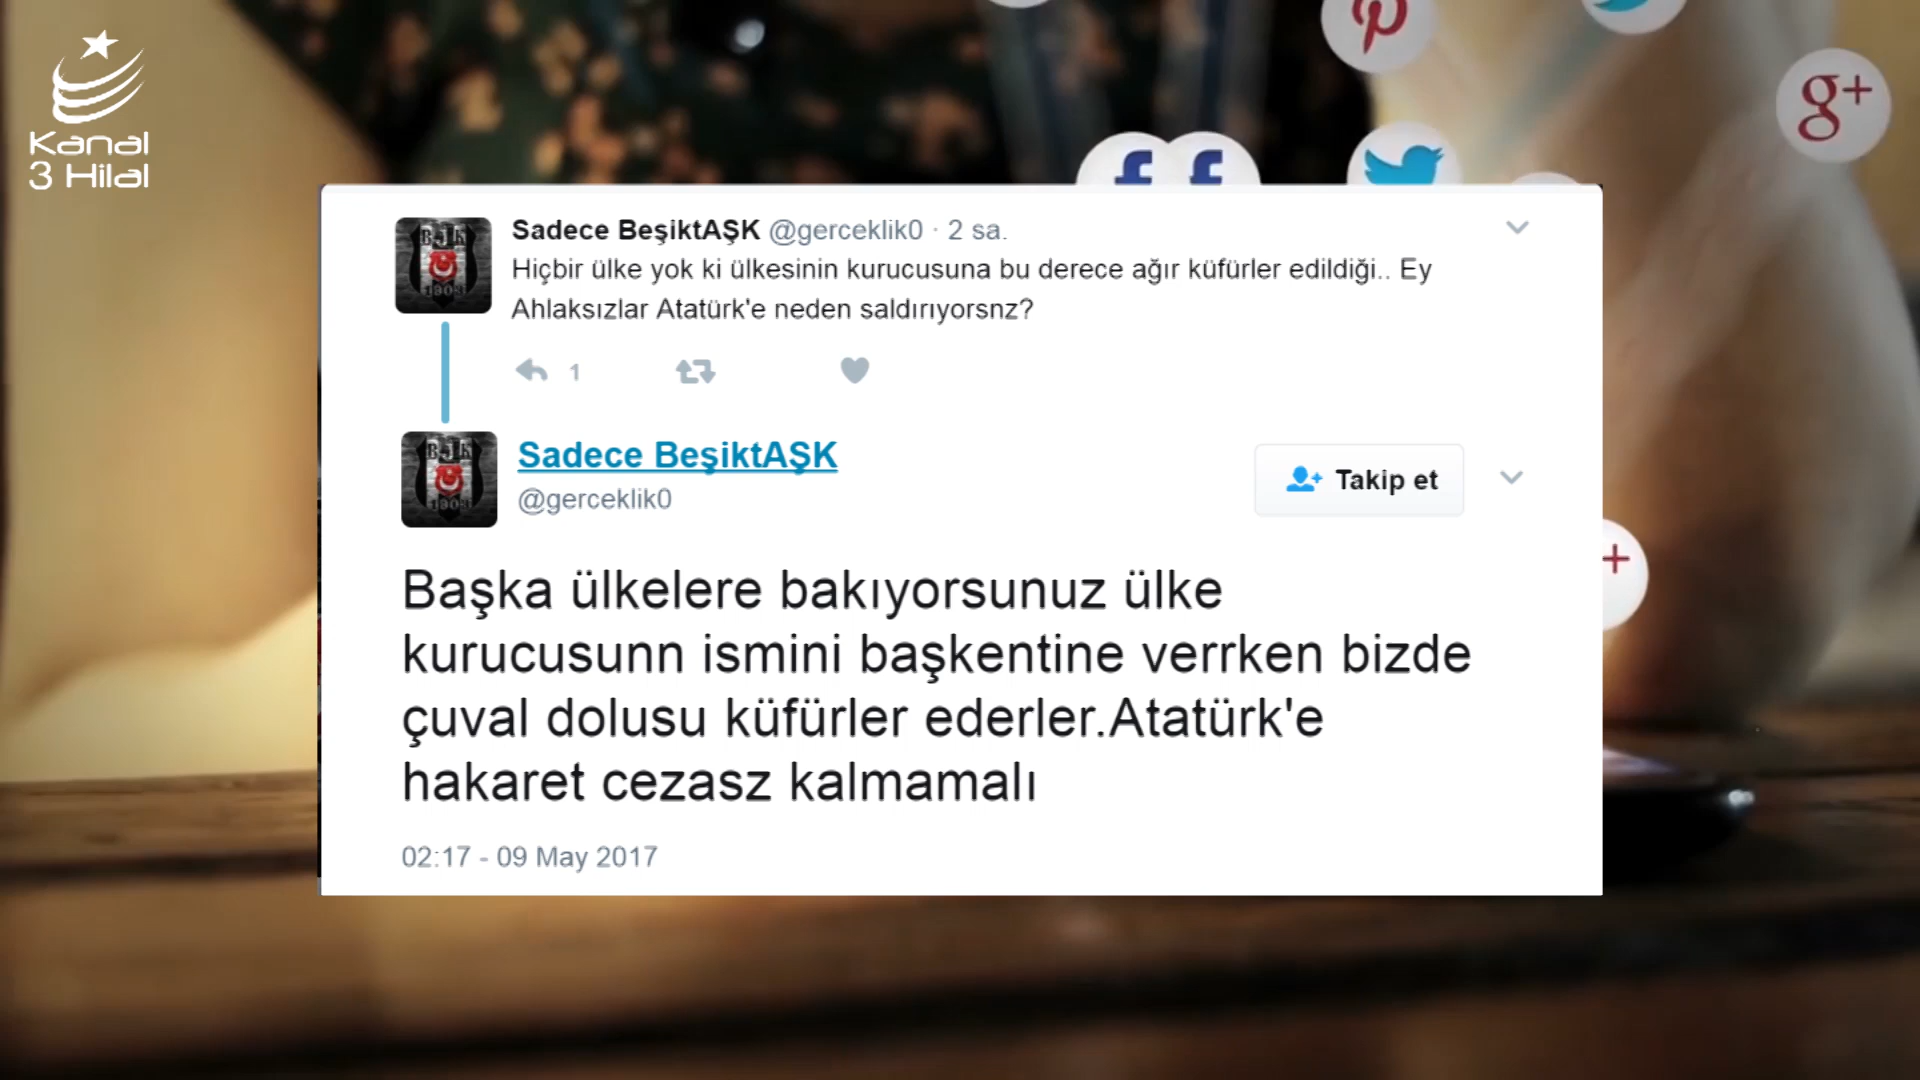 Kanal
3 Hilal
g+
Sadece BeşiktAŞK @gerceklik0 · 2 sa.
Hiçbir ülke yok ki ülkesinin kurucusuna bu derece ağır küfürler edildiği.. Ey
Ahlaksızlar Atatürk'e neden saldırıyorsnz?
1
Sadece BeşiktAŞK
@gerceklik0
Takip et
BJK
1903
Başka ülkelere bakıyorsunuz ülke
kurucusunn ismini başkentine verrken bizde
çuval dolusu küfürler ederler.Atatürk'e
hakaret cezasz kalmamalı
02:17 - 09 May 2017